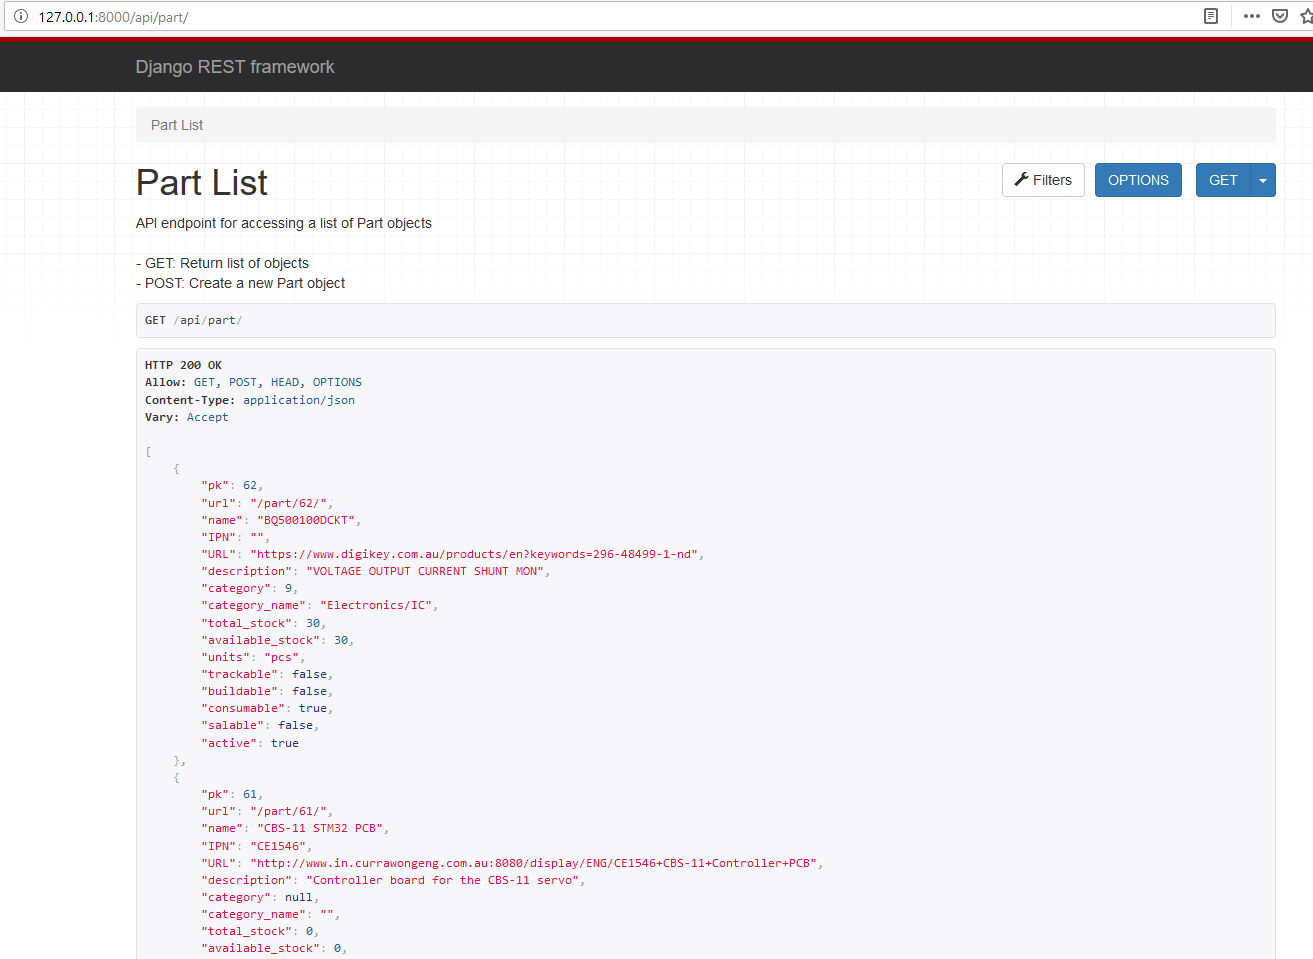 127.0.0.1:8000/api/part/
Django REST framework
Part List
Part List
Filters
OPTIONS
GET
API endpoint for accessing a list of Part objects
- GET: Return list of objects
- POST: Create a new Part object
GET /api/part/
HTTP 200 OK
Allow: GET, POST, HEAD, OPTIONS
Content-Type: application/json
Vary: Accept
[
    {
        "pk": 62,
        "url": "/part/62/",
        "name": "BQ500100DCKT",
        "IPN": "",
        "URL": "https://www.digikey.com.au/products/en?keywords=296-48499-1-nd",
        "description": "VOLTAGE OUTPUT CURRENT SHUNT MON",
        "category": 9,
        "category_name": "Electronics/IC",
        "total_stock": 30,
        "available_stock": 30,
        "units": "pcs",
        "trackable": false,
        "buildable": false,
        "consumable": true,
        "salable": false,
        "active": true
    },
    {
        "pk": 61,
        "url": "/part/61/",
        "name": "CBS-11 STM32 PCB",
        "IPN": "CE1546",
        "URL": "http://www.in.currawongeng.com.au:8080/display/ENG/CE1546+CBS-11+Controller+PCB",
        "description": "Controller board for the CBS-11 servo",
        "category": null,
        "category_name": "",
        "total_stock": 0,
        "available_stock": 0,